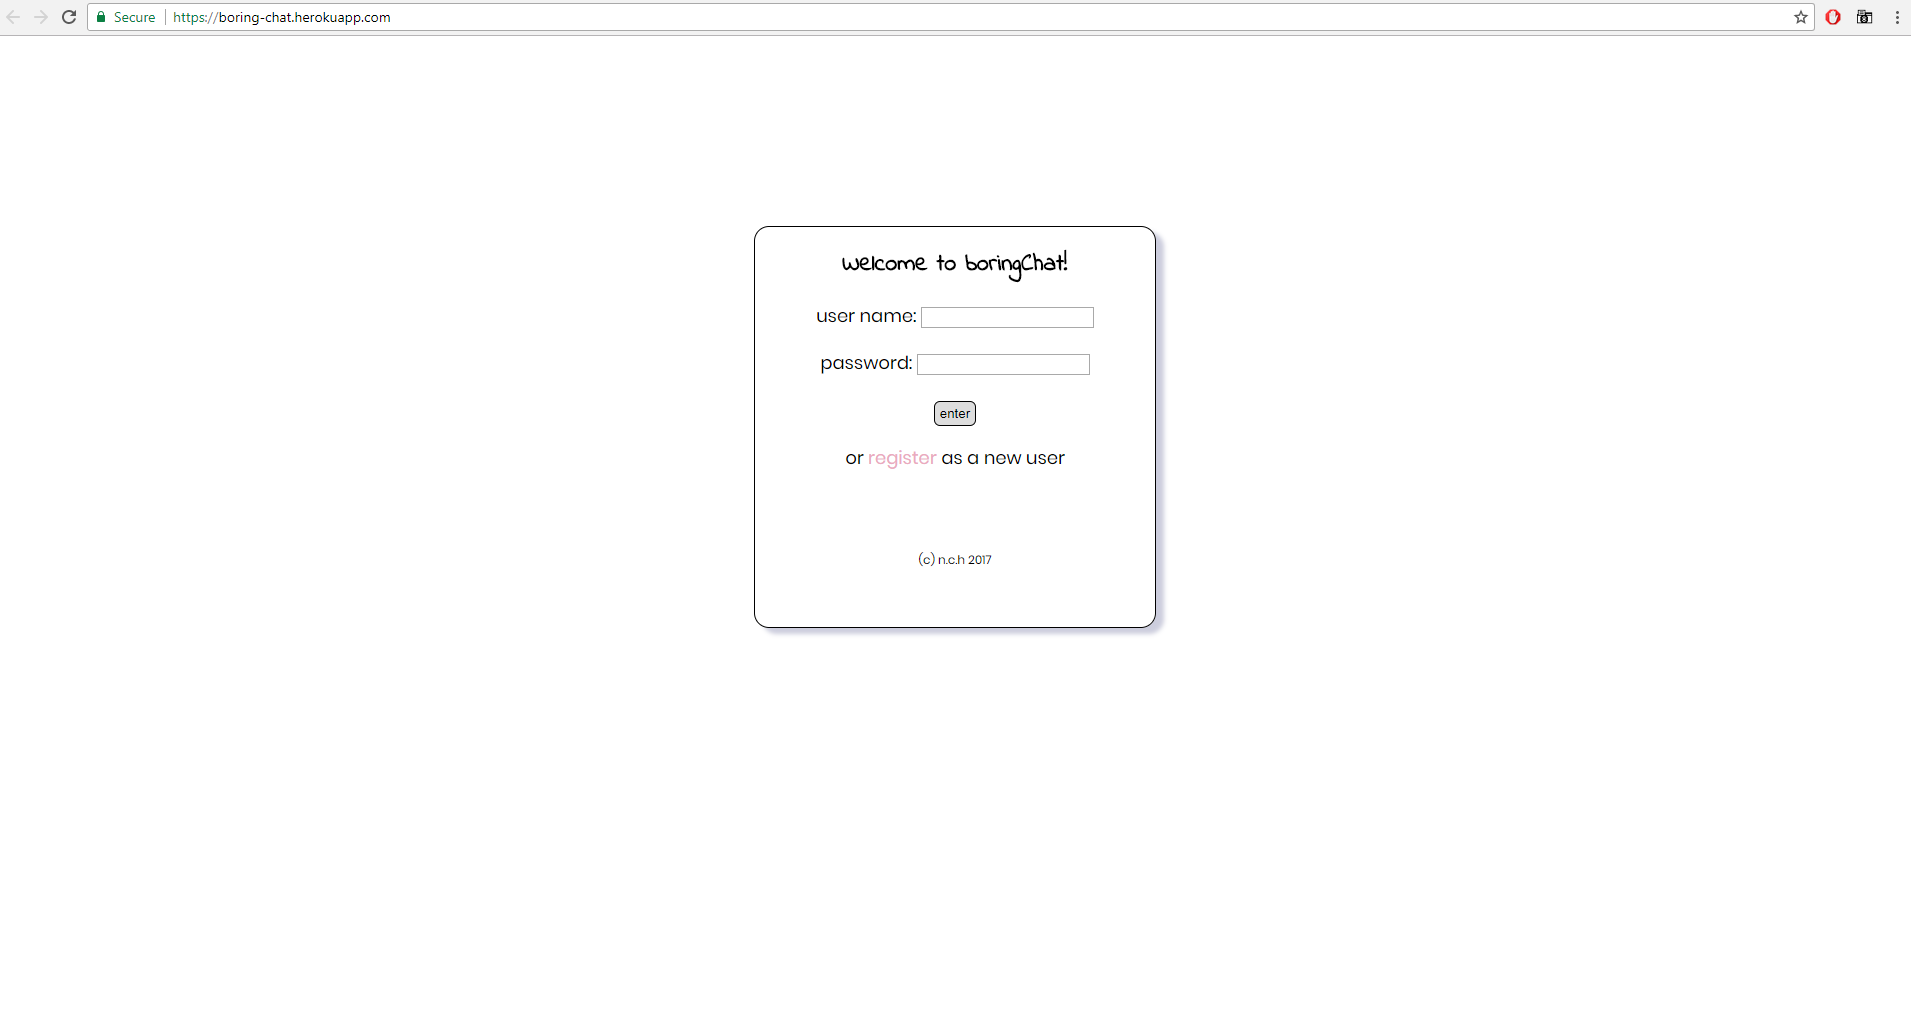 Secure https://boring-chat.herokuapp.com
welcome to boringChat!
user name:
password:
enter
or register as a new user
(c) n.c.h 2017